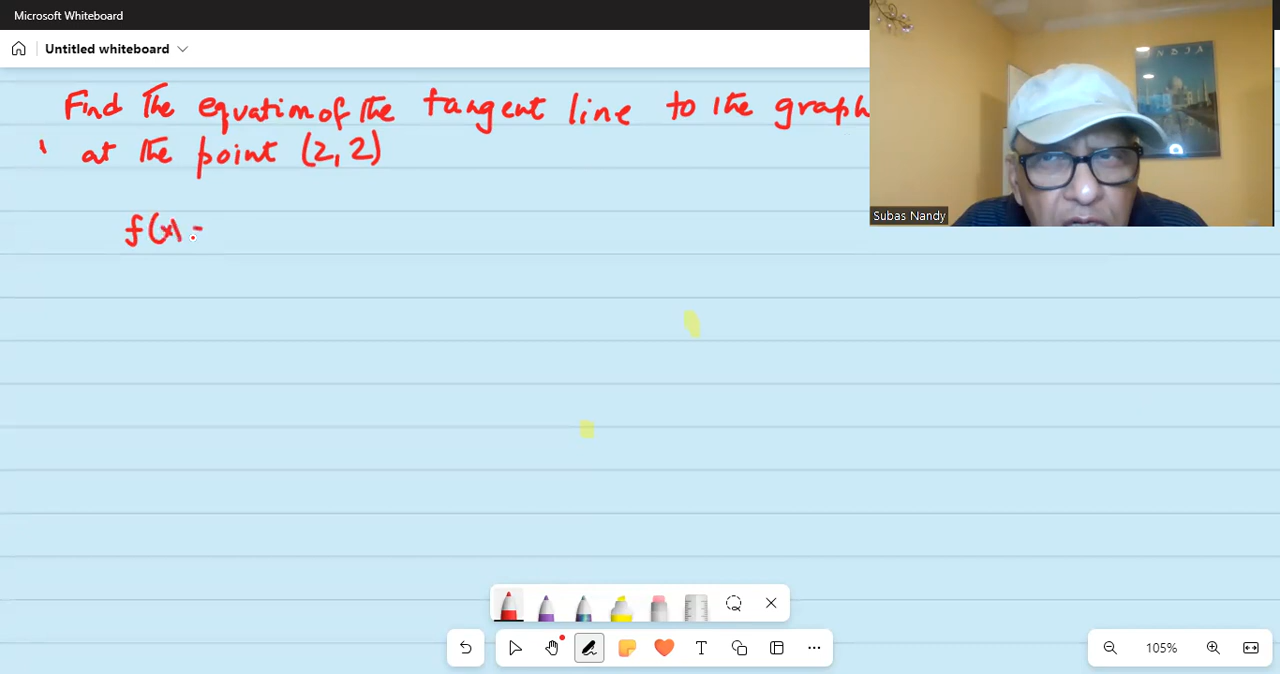 Microsoft Whiteboard
Untitled whiteboard
Find the equation of the tangent line to the graph
at the point (2, 2)
f(x) =
INDIA
Subas Nandy
105%